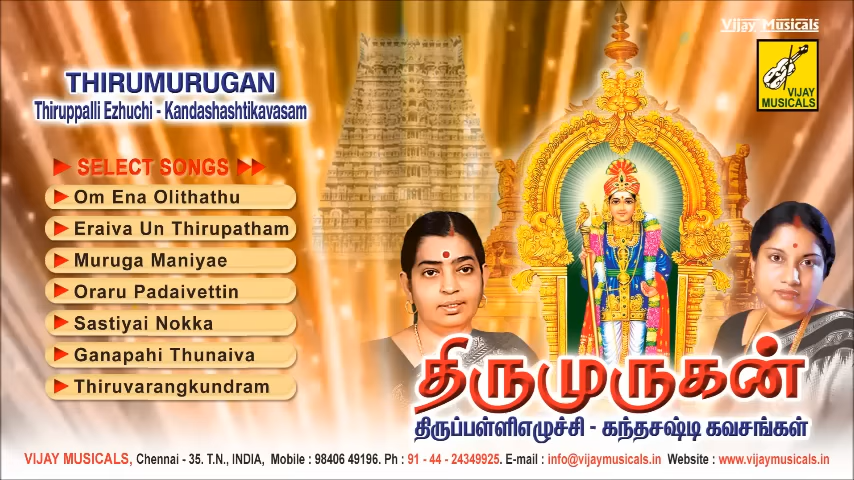 Vijay Musicals
VIJAY
MUSICALS
THIRUMURUGAN
Thiruppalli Ezhuchi - Kandashashtikavasam
SELECT SONGS
Om Ena Olithathu
Eraiva Un Thirupatham
Muruga Maniyae
Oraru Padaivettin
Sastiyai Nokka
Ganapahi Thunaiva
Thiruvarangkundram
திருமுருகன்
திருப்பள்ளிஎழுச்சி - கந்தசஷ்டி கவசங்கள்
VIJAY MUSICALS, Chennai - 35. T.N., INDIA, Mobile : 98406 49196. Ph : 91 - 44 - 24349925. E-mail : info@vijaymusicals.in Website : www.vijaymusicals.in